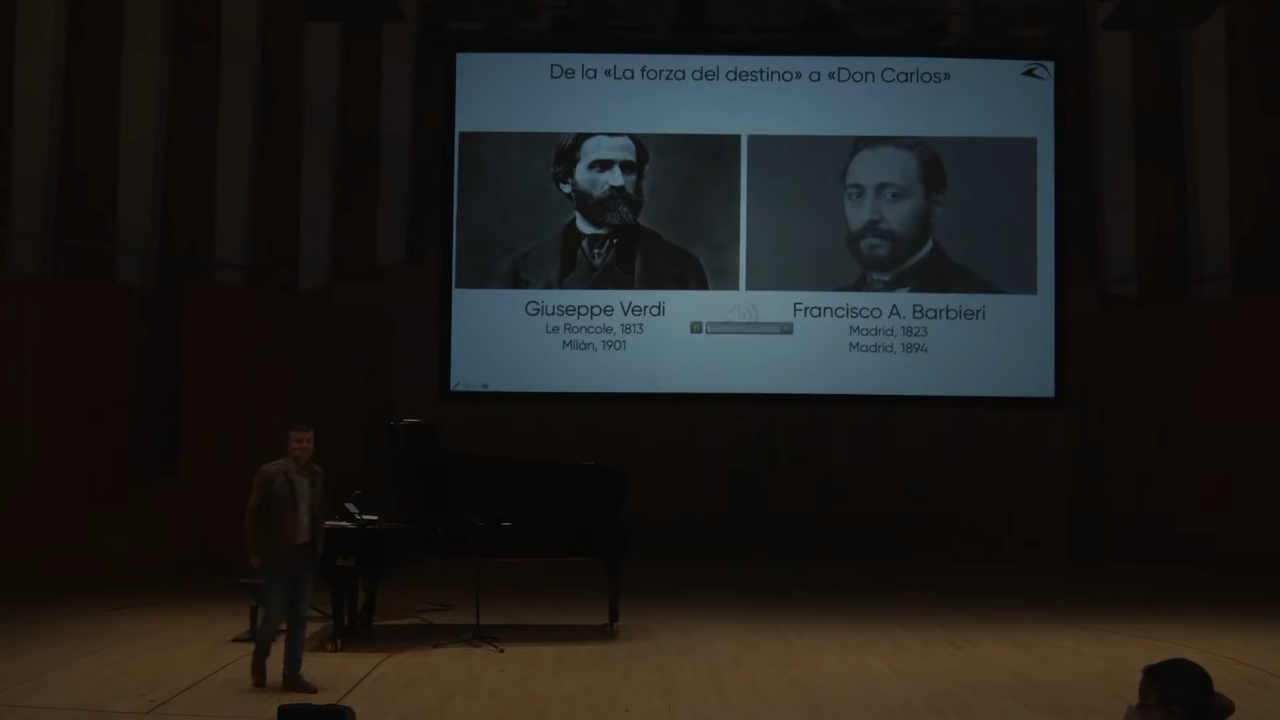 De la «La forza del destino» a «Don Carlos»
Giuseppe Verdi
Le Roncole, 1813
Milán, 1901
Francisco A. Barbieri
Madrid, 1823
Madrid, 1894